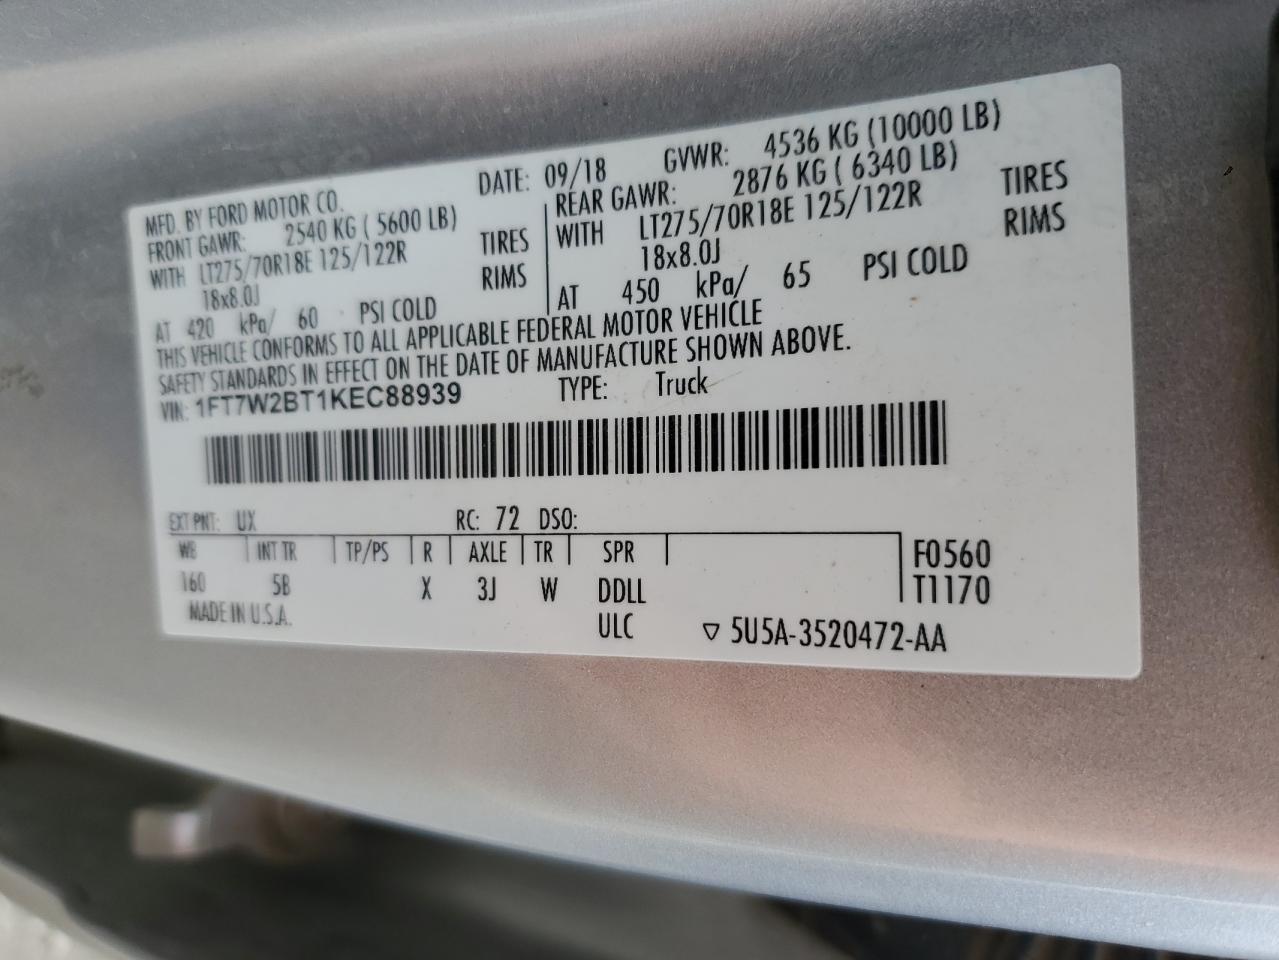 MFD. BY FORD MOTOR CO.
DATE: 09/18 GVWR: 4536 KG (10000 LB)
FRONT GAWR: 2540 KG ( 5600 LB) REAR GAWR: 2876 KG ( 6340 LB)
WITH LT275/70R18E 125/122R TIRES WITH LT275/70R18E 125/122R TIRES
18x8.0J RIMS 18x8.0J RIMS
AT 420 kPa/ 60 PSI COLD AT 450 kPa/ 65 PSI COLD
THIS VEHICLE CONFORMS TO ALL APPLICABLE FEDERAL MOTOR VEHICLE
SAFETY STANDARDS IN EFFECT ON THE DATE OF MANUFACTURE SHOWN ABOVE.
VIN: 1FT7W2BT1KEC88939 TYPE: Truck
EXT PNT: UX RC: 72 DSO:
WB INT TR TP/PS R AXLE TR SPR F0560
160 5B X 3J W DDLL T1170
MADE IN U.S.A. ULC ▽ 5U5A-3520472-AA